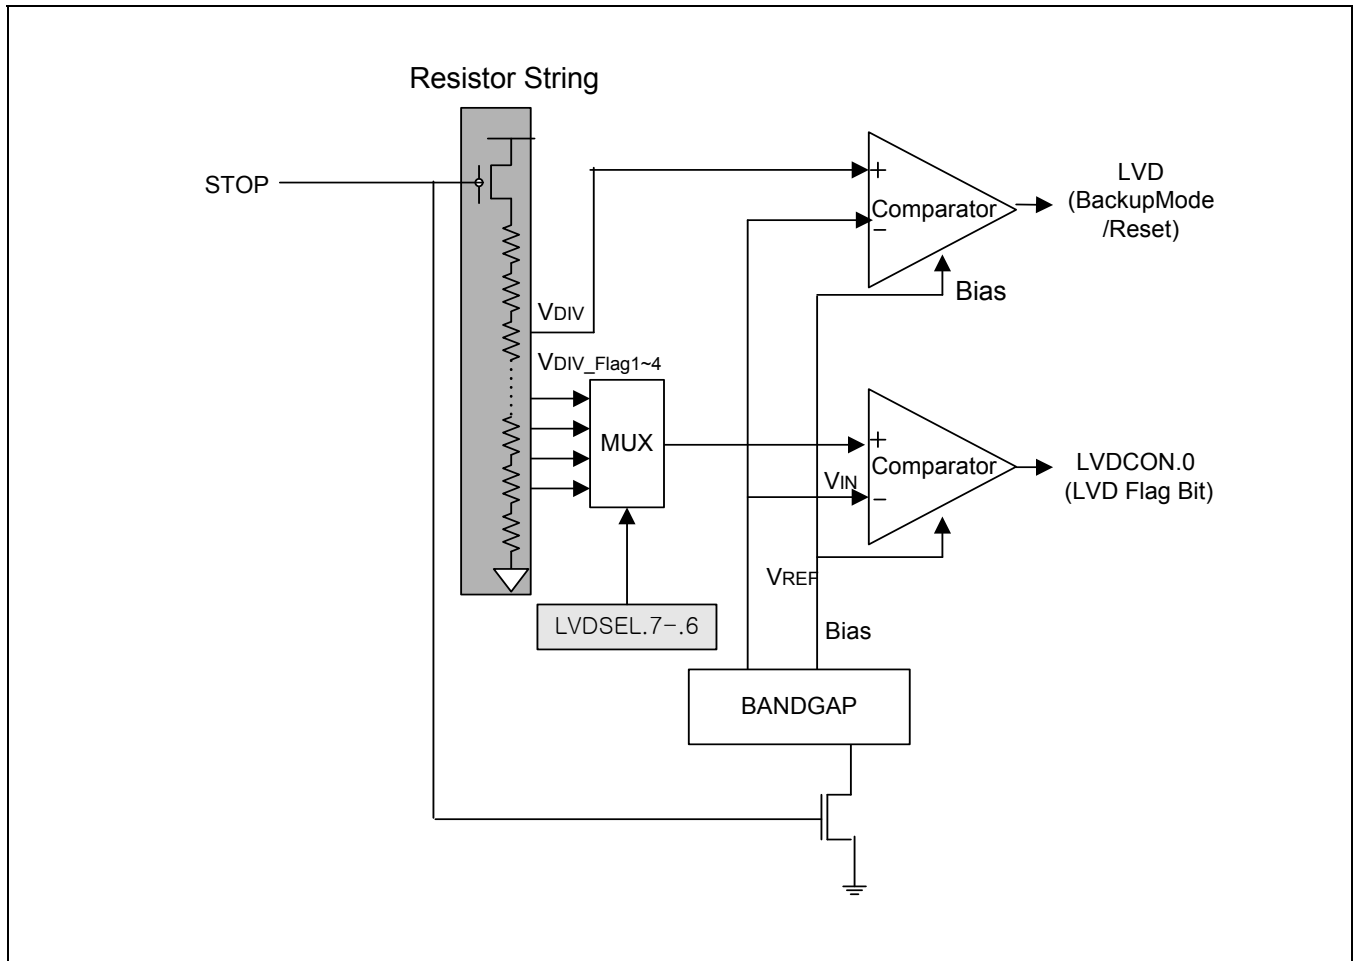 Resistor String
STOP
+
Comparator
−
LVD
(BackupMode
/Reset)
Bias
VDIV
VDIV_Flag1~4
MUX
+
Comparator
VIN
−
LVDCON.0
(LVD Flag Bit)
VREF
LVDSEL.7-.6
Bias
BANDGAP